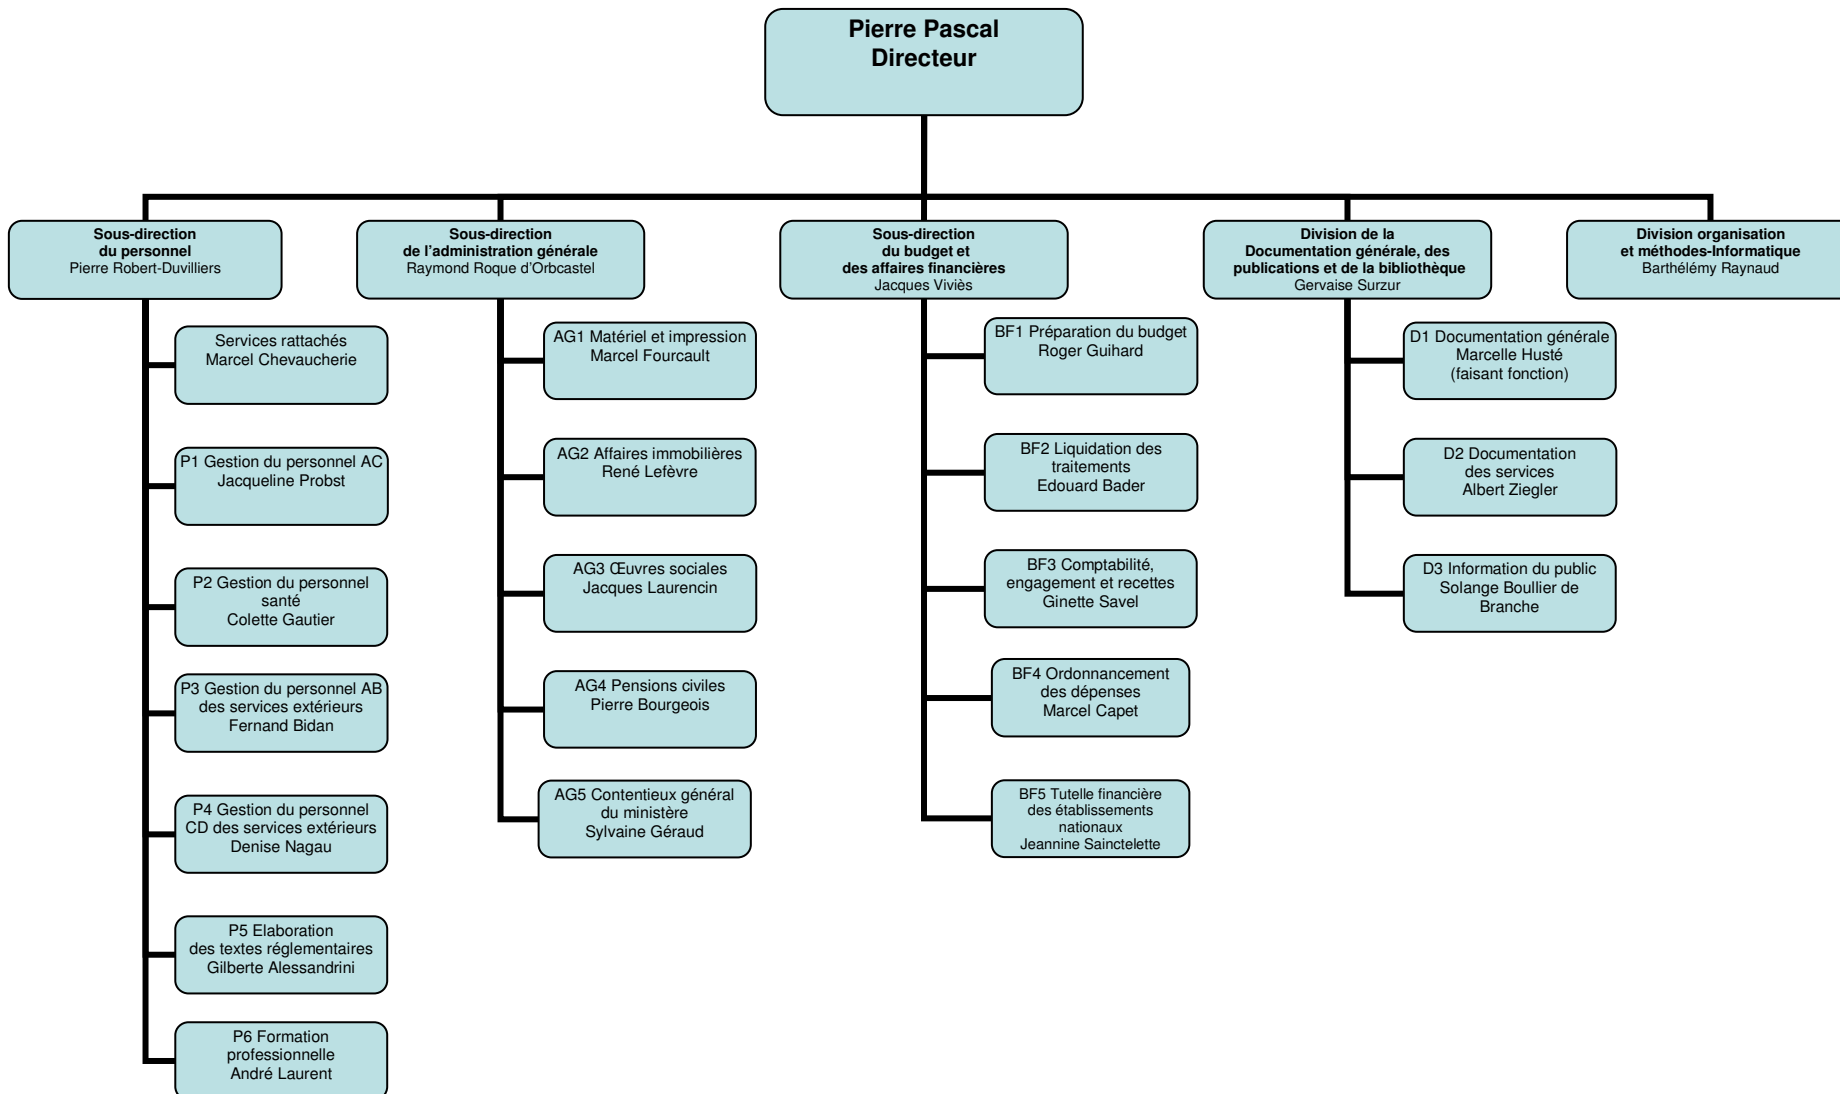 Pierre Pascal
Directeur
Sous-direction
du personnel
Pierre Robert-Duvilliers
Sous-direction
de l'administration générale
Raymond Roque d'Orbcastel
Sous-direction
du budget et
des affaires financières
Jacques Viviès
Division de la
Documentation générale, des
publications et de la bibliothèque
Gervaise Surzur
Division organisation
et méthodes-Informatique
Barthélémy Raynaud
Services rattachés
Marcel Chevaucherie
P1 Gestion du personnel AC
Jacqueline Probst
P2 Gestion du personnel
santé
Colette Gautier
P3 Gestion du personnel AB
des services extérieurs
Fernand Bidan
P4 Gestion du personnel
CD des services extérieurs
Denise Nagau
P5 Elaboration
des textes réglementaires
Gilberte Alessandrini
P6 Formation
professionnelle
André Laurent
AG1 Matériel et impression
Marcel Fourcault
AG2 Affaires immobilières
René Lefèvre
AG3 Œuvres sociales
Jacques Laurencin
AG4 Pensions civiles
Pierre Bourgeois
AG5 Contentieux général
du ministère
Sylvaine Géraud
BF1 Préparation du budget
Roger Guihard
BF2 Liquidation des
traitements
Edouard Bader
BF3 Comptabilité,
engagement et recettes
Ginette Savel
BF4 Ordonnancement
des dépenses
Marcel Capet
BF5 Tutelle financière
des établissements
nationaux
Jeannine Sainctelette
D1 Documentation générale
Marcelle Husté
(faisant fonction)
D2 Documentation
des services
Albert Ziegler
D3 Information du public
Solange Boullier de
Branche